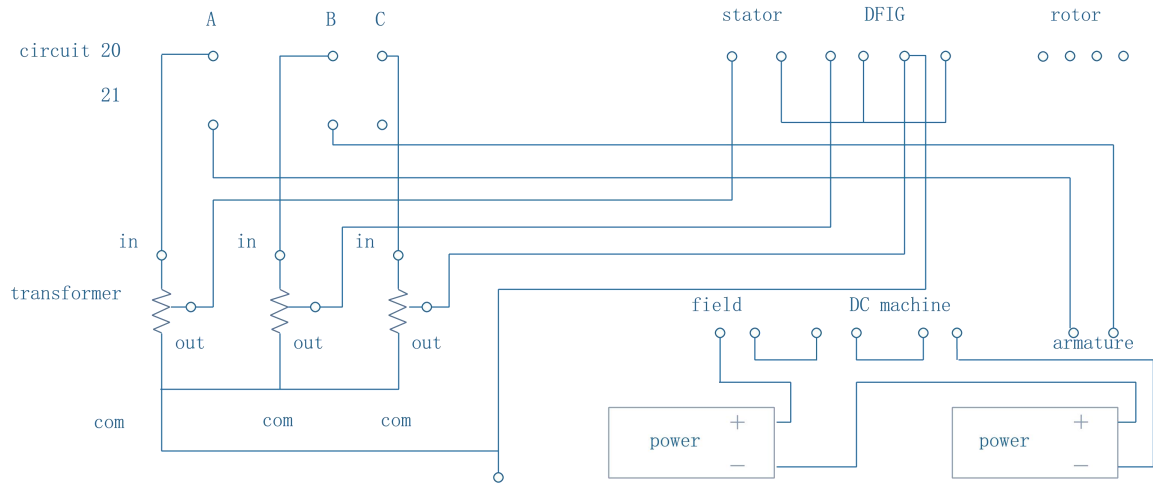 A B C stator DFIG rotor
circuit 20
21
in in in
transformer field DC machine
out out out armature
com com com
+ +
power power
− −